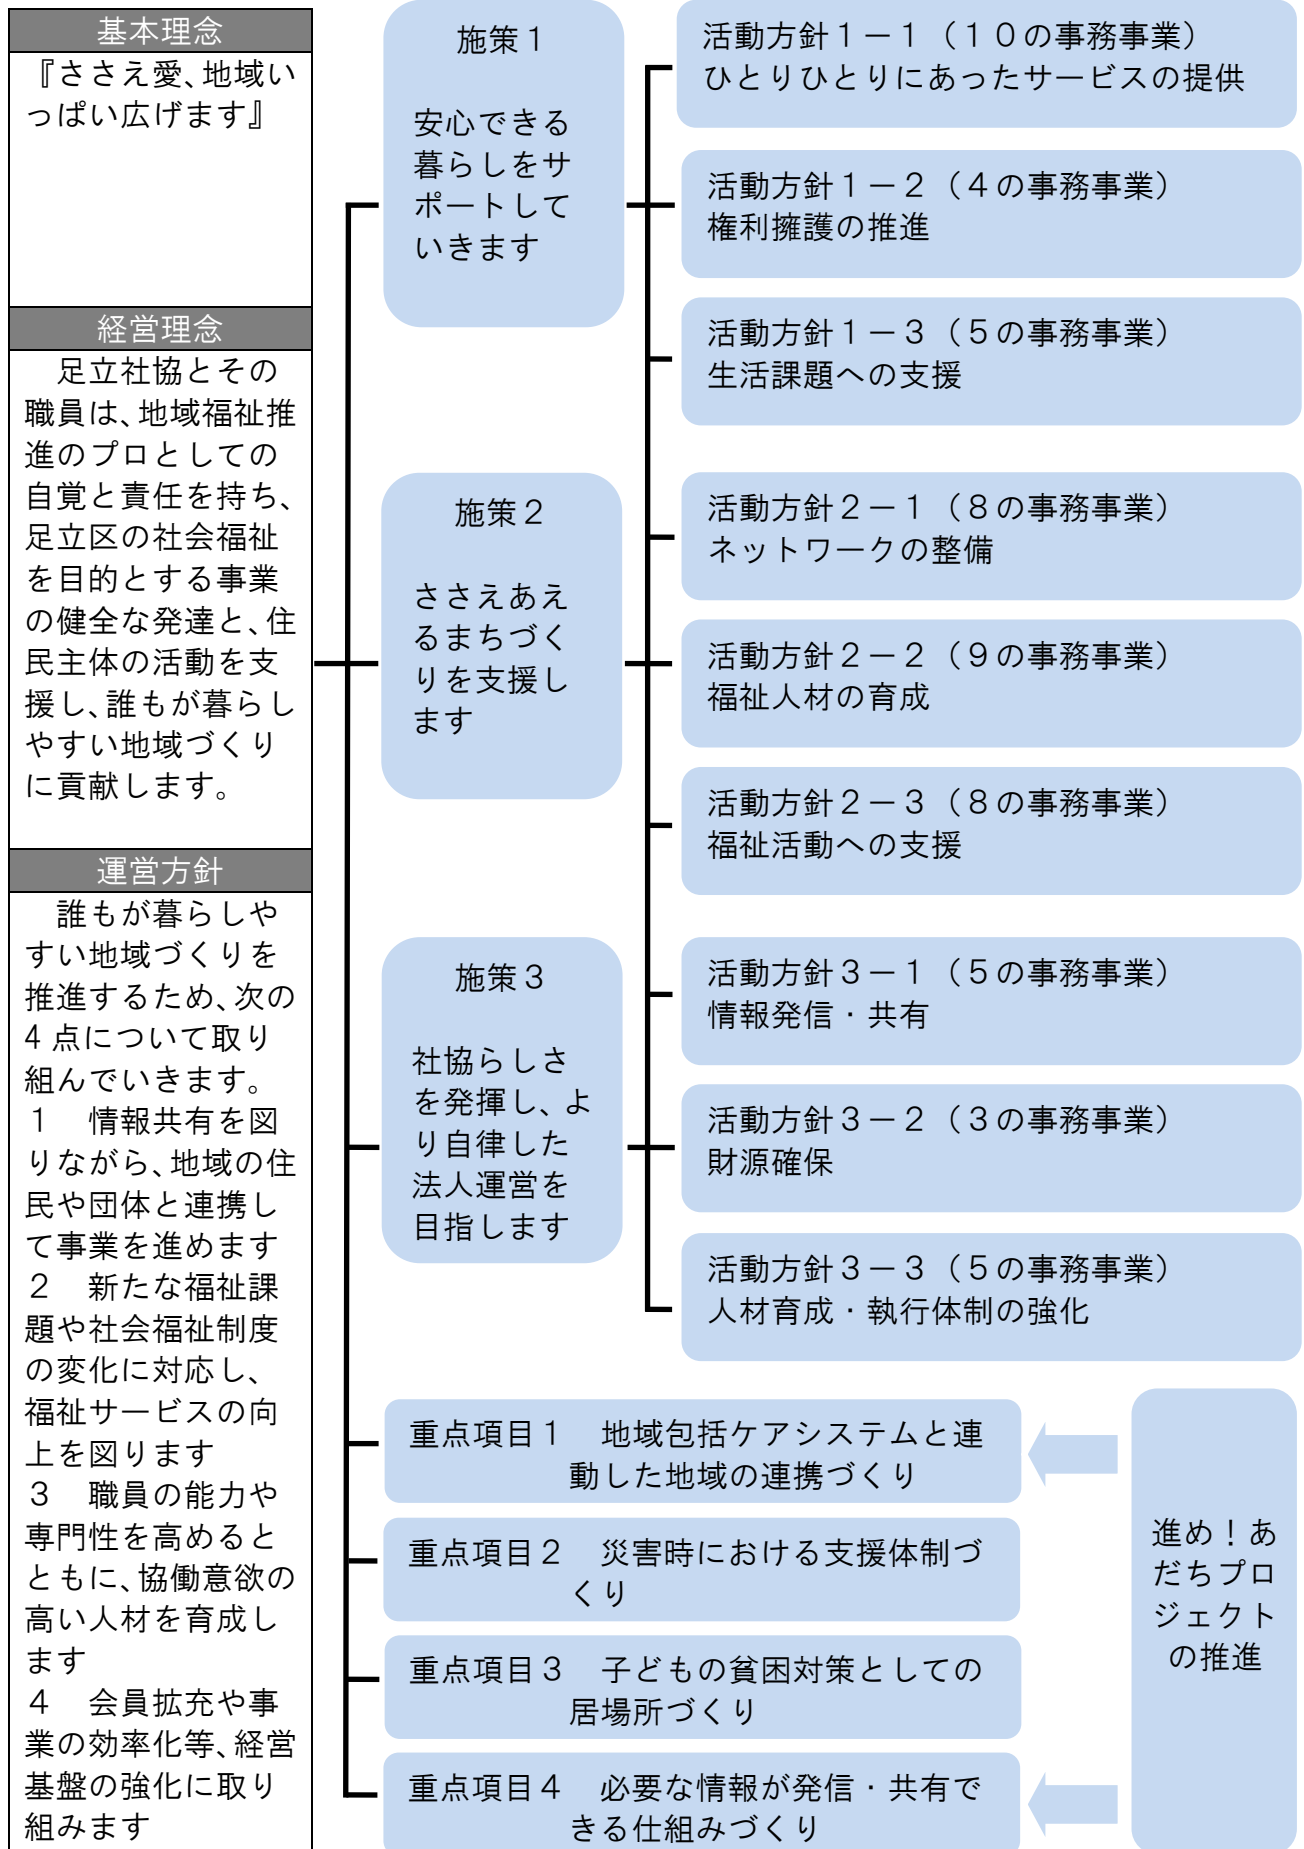 基本理念
『ささえ愛、地域い
っぱい広げます』
経営理念
　足立社協とその
職員は、地域福祉推
進のプロとしての
自覚と責任を持ち、
足立区の社会福祉
を目的とする事業
の健全な発達と、住
民主体の活動を支
援し、誰もが暮らし
やすい地域づくり
に貢献します。
運営方針
　誰もが暮らしや
すい地域づくりを
推進するため、次の
4点について取り
組んでいきます。
１　情報共有を図
りながら、地域の住
民や団体と連携し
て事業を進めます
２　新たな福祉課
題や社会福祉制度
の変化に対応し、
福祉サービスの向
上を図ります
３　職員の能力や
専門性を高めると
ともに、協働意欲の
高い人材を育成し
ます
４　会員拡充や事
業の効率化等、経営
基盤の強化に取り
組みます
施策１
安心できる
暮らしをサ
ポートして
いきます
活動方針１－１（１０の事務事業）
ひとりひとりにあったサービスの提供
活動方針１－２（４の事務事業）
権利擁護の推進
活動方針１－３（５の事務事業）
生活課題への支援
施策２
ささえあえ
るまちづく
りを支援し
ます
活動方針２－１（８の事務事業）
ネットワークの整備
活動方針２－２（９の事務事業）
福祉人材の育成
活動方針２－３（８の事務事業）
福祉活動への支援
施策３
社協らしさ
を発揮し、よ
り自律した
法人運営を
目指します
活動方針３－１（５の事務事業）
情報発信・共有
活動方針３－２（３の事務事業）
財源確保
活動方針３－３（５の事務事業）
人材育成・執行体制の強化
重点項目１　地域包括ケアシステムと連
動した地域の連携づくり
重点項目２　災害時における支援体制づ
くり
重点項目３　子どもの貧困対策としての
居場所づくり
重点項目４　必要な情報が発信・共有で
きる仕組みづくり
進め！あ
だちプロ
ジェクト
の推進